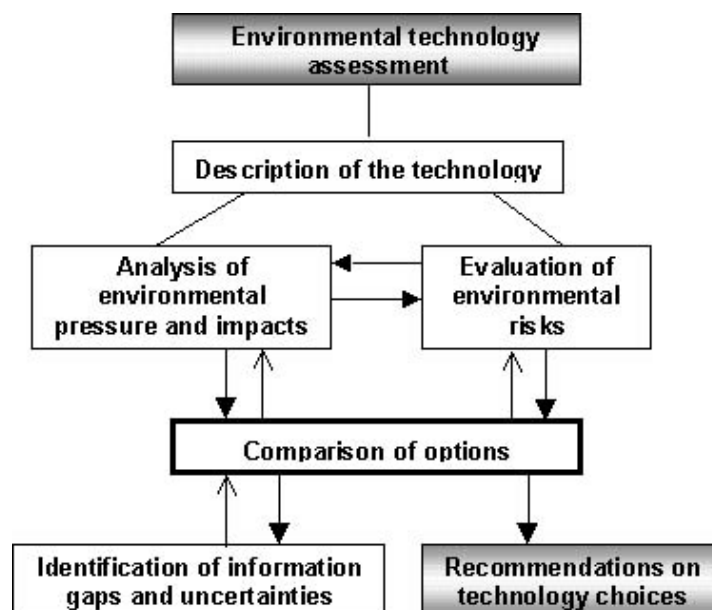 Environmental technology
assessment
Description of the technology
Analysis of
environmental
pressure and impacts
Evaluation of
environmental
risks
Comparison of options
Identification of information
gaps and uncertainties
Recommendations on
technology choices